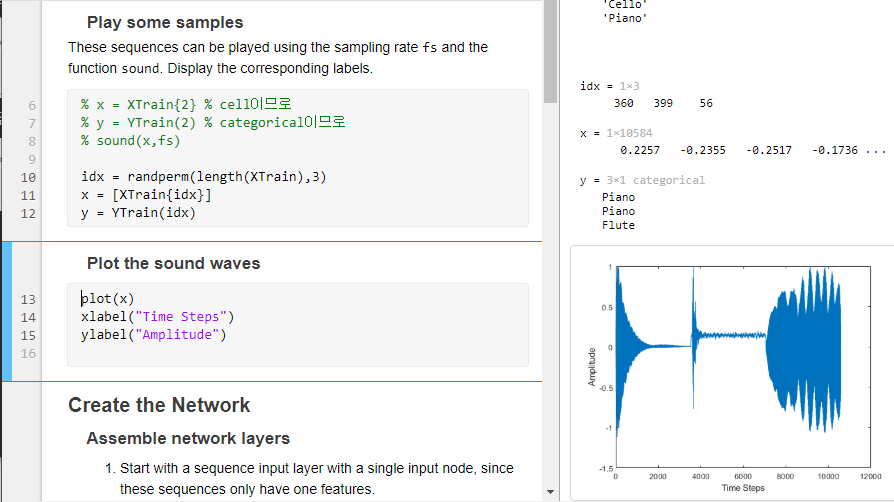 Play some samples
These sequences can be played using the sampling rate fs and the
function sound. Display the corresponding labels.
6 % x = XTrain{2} % cell이므로
7 % y = YTrain(2) % categorical이므로
8 % sound(x,fs)
9
10 idx = randperm(length(XTrain),3)
11 x = [XTrain{idx}]
12 y = YTrain(idx)
Plot the sound waves
13 plot(x)
14 xlabel("Time Steps")
15 ylabel("Amplitude")
16
Create the Network
Assemble network layers
1. Start with a sequence input layer with a single input node, since
these sequences only have one features.
'Cello'
'Piano'
idx = 1×3
360 399 56
x = 1×10584
0.2257 -0.2355 -0.2517 -0.1736 ...
y = 3×1 categorical
Piano
Piano
Flute
1
0.5
0
-0.5
-1
-1.5
Amplitude
0 2000 4000 6000 8000 10000 12000
Time Steps